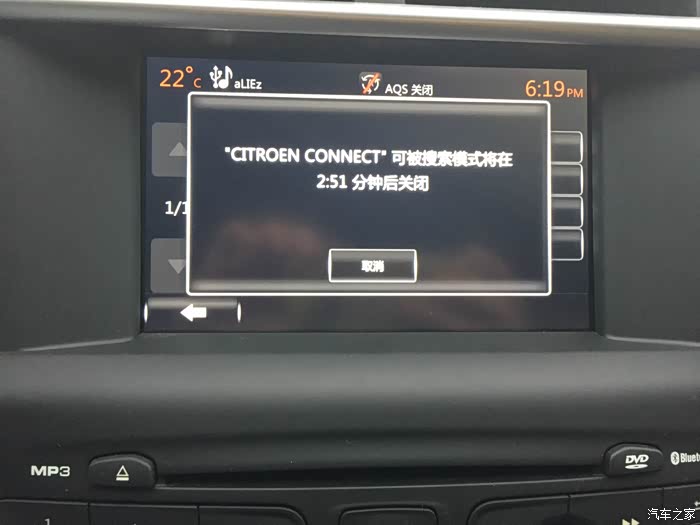 22°C
aLIEz
AQS 关闭
6:19PM
"CITROEN CONNECT" 可被搜索模式将在
2:51 分钟后关闭
1/1
取消
MP3
DVD
1
汽车之家